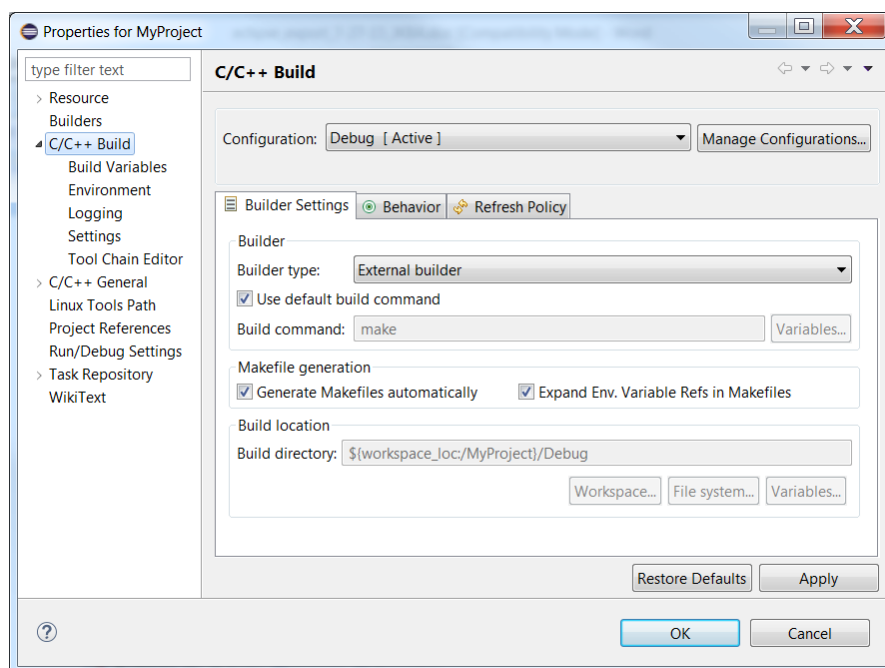 Properties for MyProject
type filter text
Resource
Builders
C/C++ Build
Build Variables
Environment
Logging
Settings
Tool Chain Editor
C/C++ General
Linux Tools Path
Project References
Run/Debug Settings
Task Repository
WikiText
C/C++ Build
Configuration: Debug [ Active ] Manage Configurations...
Builder Settings Behavior Refresh Policy
Builder
Builder type: External builder
Use default build command
Build command: make Variables...
Makefile generation
Generate Makefiles automatically Expand Env. Variable Refs in Makefiles
Build location
Build directory: ${workspace_loc:/MyProject}/Debug
Workspace... File system... Variables...
Restore Defaults Apply
? OK Cancel